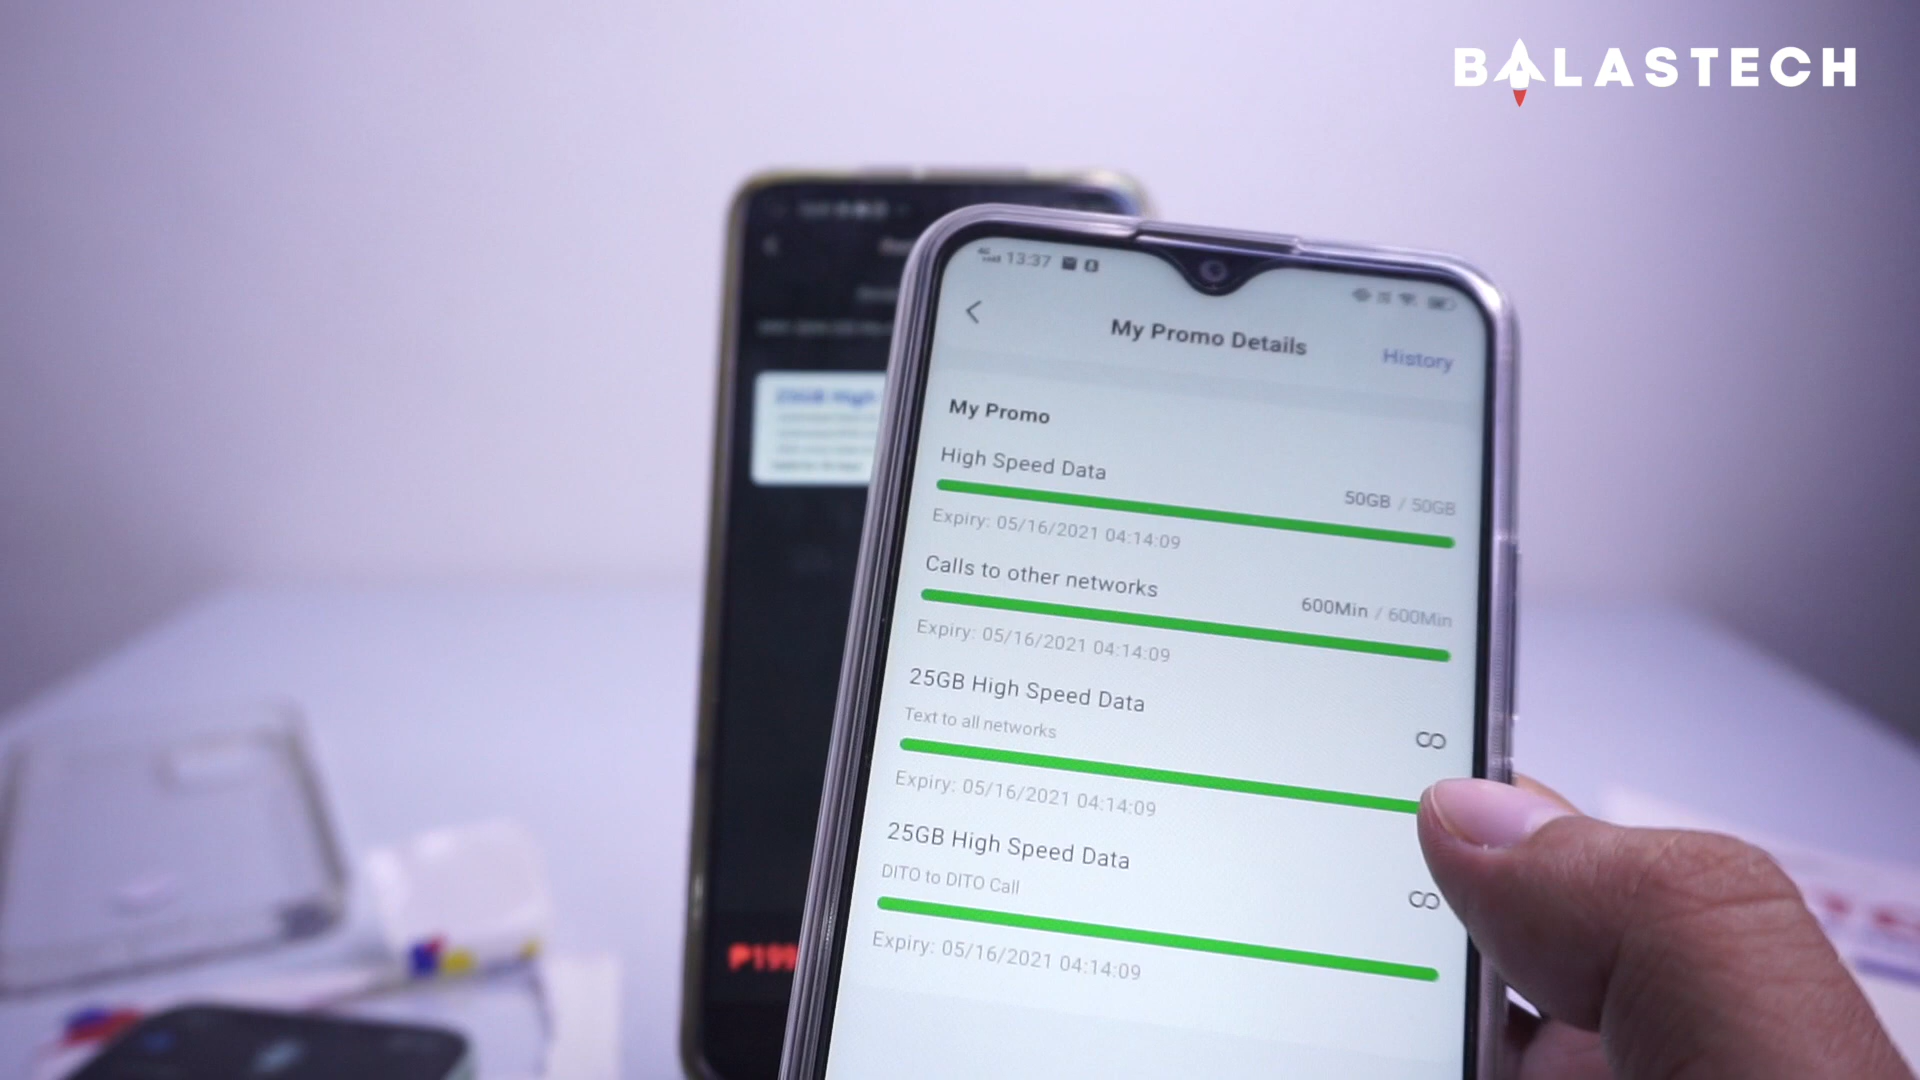 BALASTECH
13:37
My Promo Details
History
My Promo
High Speed Data
50GB / 50GB
Expiry: 05/16/2021 04:14:09
Calls to other networks
600Min / 600Min
Expiry: 05/16/2021 04:14:09
25GB High Speed Data
Text to all networks
Expiry: 05/16/2021 04:14:09
25GB High Speed Data
DITO to DITO Call
Expiry: 05/16/2021 04:14:09
25GB High
₱199